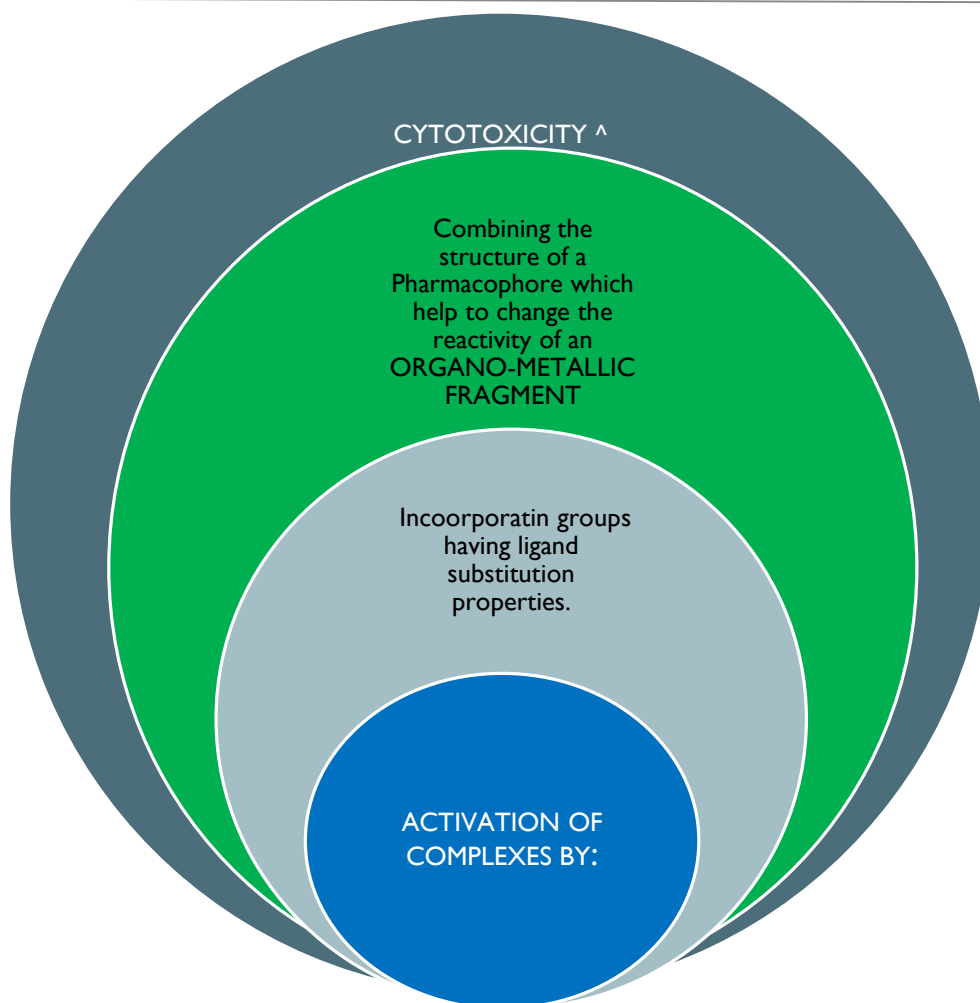 CYTOTOXICITY ^
Combining the
structure of a
Pharmacophore which
help to change the
reactivity of an
ORGANO-METALLIC
FRAGMENT
Incoorporatin groups
having ligand
substitution
properties.
ACTIVATION OF
COMPLEXES BY: